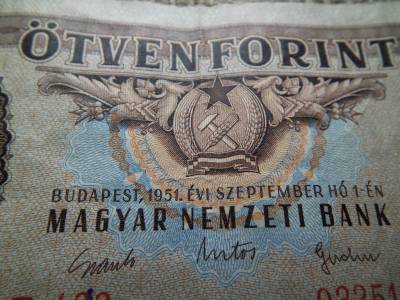 ÖTVEN FORINT
BUDAPEST, 1951. ÉVI SZEPTEMBER HÓ 1-ÉN
MAGYAR NEMZETI BANK